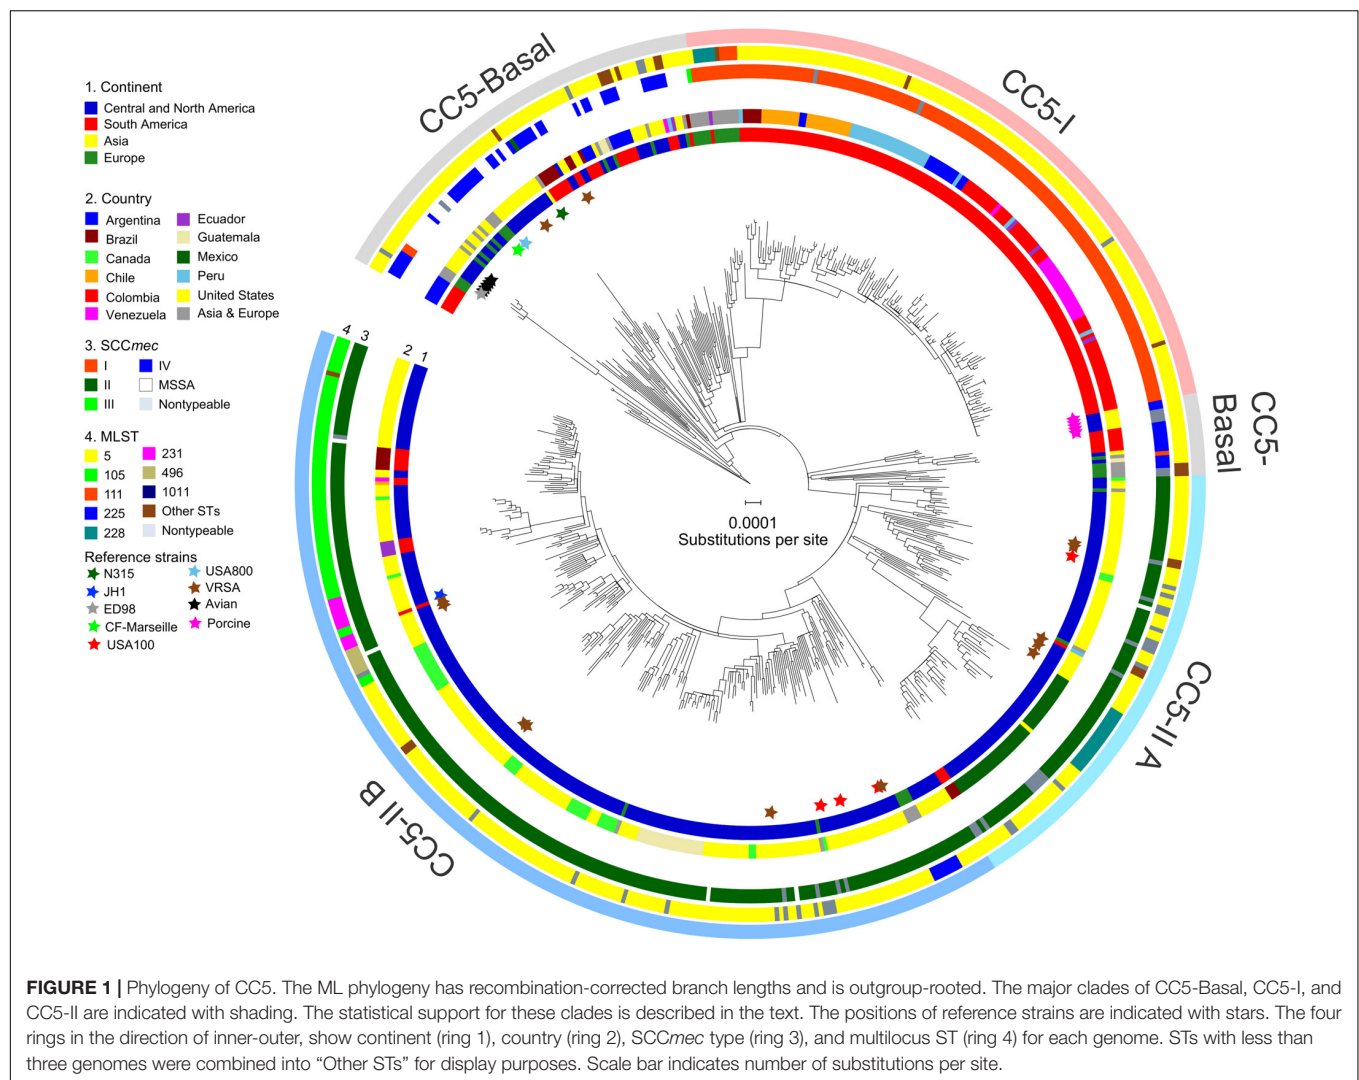 CC5-Basal
CC5-I
CC5-
Basal
CC5-II A
CC5-II B
1. Continent
Central and North America
South America
Asia
Europe
2. Country
Argentina
Brazil
Canada
Chile
Colombia
Venezuela
Ecuador
Guatemala
Mexico
Peru
United States
Asia & Europe
3. SCCmec
I
II
III
IV
MSSA
Nontypeable
4. MLST
5
105
111
225
228
231
496
1011
Other STs
Nontypeable
Reference strains
N315
JH1
ED98
CF-Marseille
USA100
USA800
VRSA
Avian
Porcine
4 3 2 1
0.0001
Substitutions per site
FIGURE 1 | Phylogeny of CC5. The ML phylogeny has recombination-corrected branch lengths and is outgroup-rooted. The major clades of CC5-Basal, CC5-I, and
CC5-II are indicated with shading. The statistical support for these clades is described in the text. The positions of reference strains are indicated with stars. The four
rings in the direction of inner-outer, show continent (ring 1), country (ring 2), SCCmec type (ring 3), and multilocus ST (ring 4) for each genome. STs with less than
three genomes were combined into “Other STs” for display purposes. Scale bar indicates number of substitutions per site.